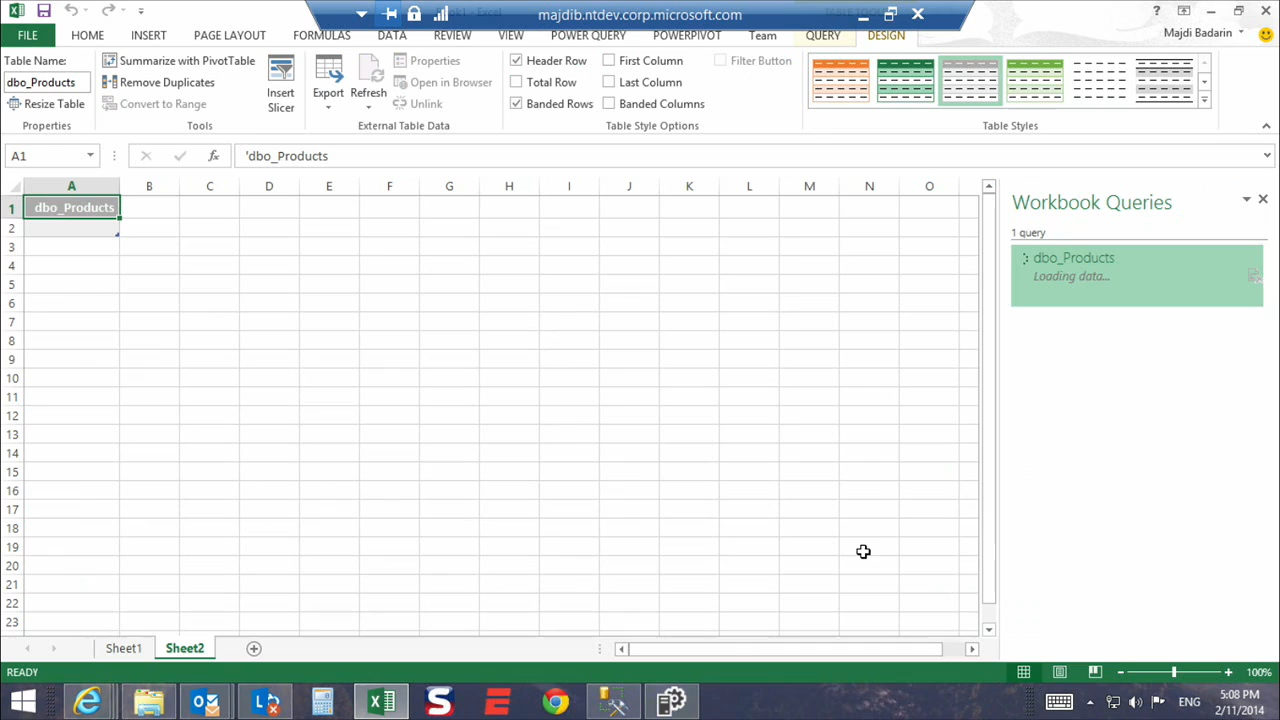 majdib.ntdev.corp.microsoft.com
FILE HOME INSERT PAGE LAYOUT FORMULAS DATA REVIEW VIEW POWER QUERY POWERPIVOT Team QUERY DESIGN Majdi Badarin
Table Name: Summarize with PivotTable Properties Header Row First Column Filter Button
dbo_Products Remove Duplicates Insert Slicer Export Refresh Open in Browser Total Row Last Column
Resize Table Convert to Range Unlink Banded Rows Banded Columns
Properties Tools External Table Data Table Style Options Table Styles
A1 fx 'dbo_Products
A B C D E F G H I J K L M N O
1 dbo_Products
2
3
4
5
6
7
8
9
10
11
12
13
14
15
16
17
18
19
20
21
22
23
Workbook Queries
1 query
dbo_Products
Loading data...
Sheet1 Sheet2
READY 100%
ENG 5:08 PM
2/11/2014